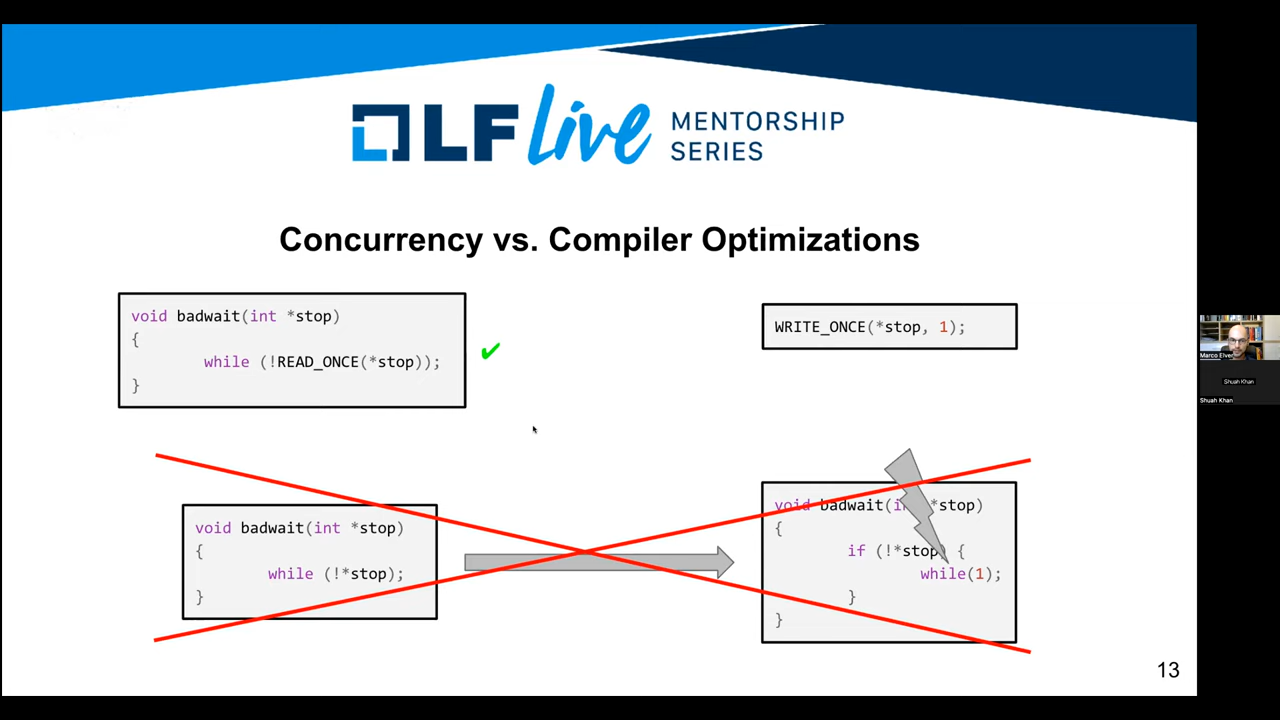 LF Live MENTORSHIP
SERIES
Concurrency vs. Compiler Optimizations
void badwait(int *stop)
{
while (!READ_ONCE(*stop));
}
✔
WRITE_ONCE(*stop, 1);
void badwait(int *stop)
{
while (!*stop);
}
void badwait(int *stop)
{
if (!*stop) {
while(1);
}
}
13
Marco Elver
Shuah Khan
Shuah Khan